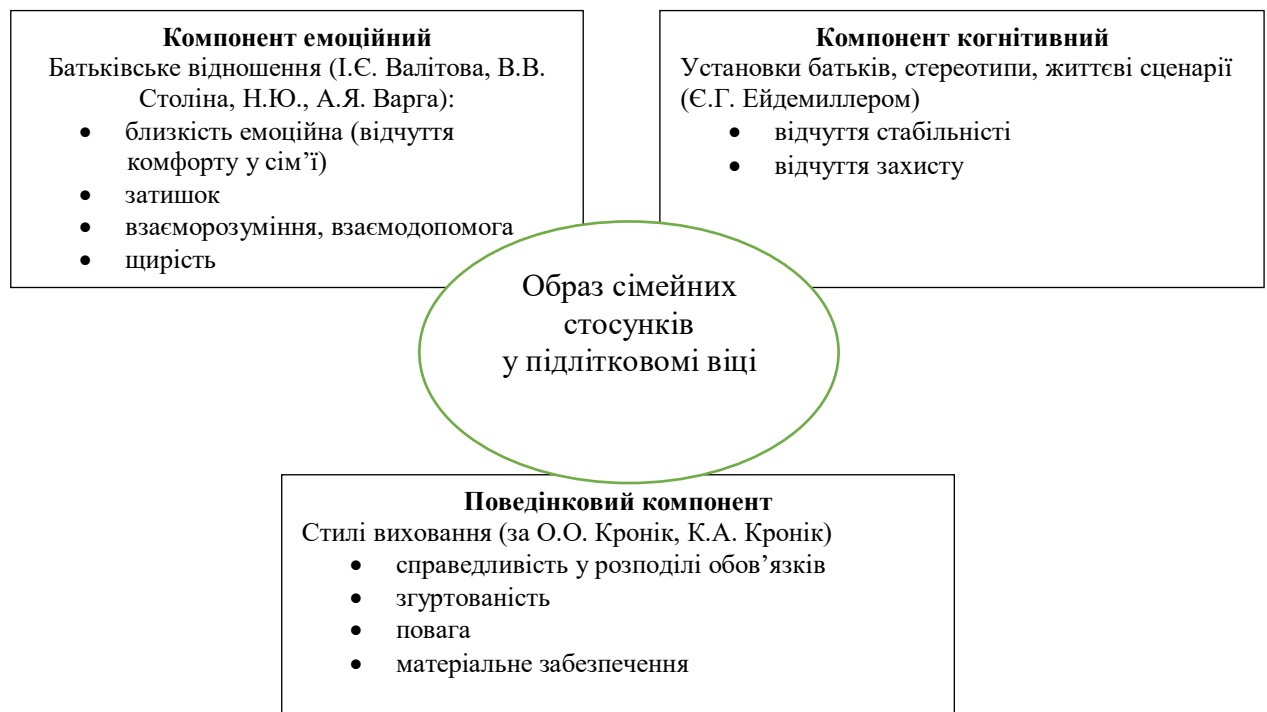 Компонент емоційний
Батьківське відношення (І.Є. Валітова, В.В.
Століна, Н.Ю., А.Я. Варга):
• близкість емоційна (відчуття
комфорту у сім’ї)
• затишок
• взаєморозуміння, взаємодопомога
• щирість
Компонент когнітивний
Установки батьків, стереотипи, життєві сценарії
(Є.Г. Ейдемиллером)
• відчуття стабільністі
• відчуття захисту
Образ сімейних
стосунків
у підлітковомі віці
Поведінковий компонент
Стилі виховання (за О.О. Кронік, К.А. Кронік)
• справедливість у розподілі обов’язків
• згуртованість
• повага
• матеріальне забезпечення